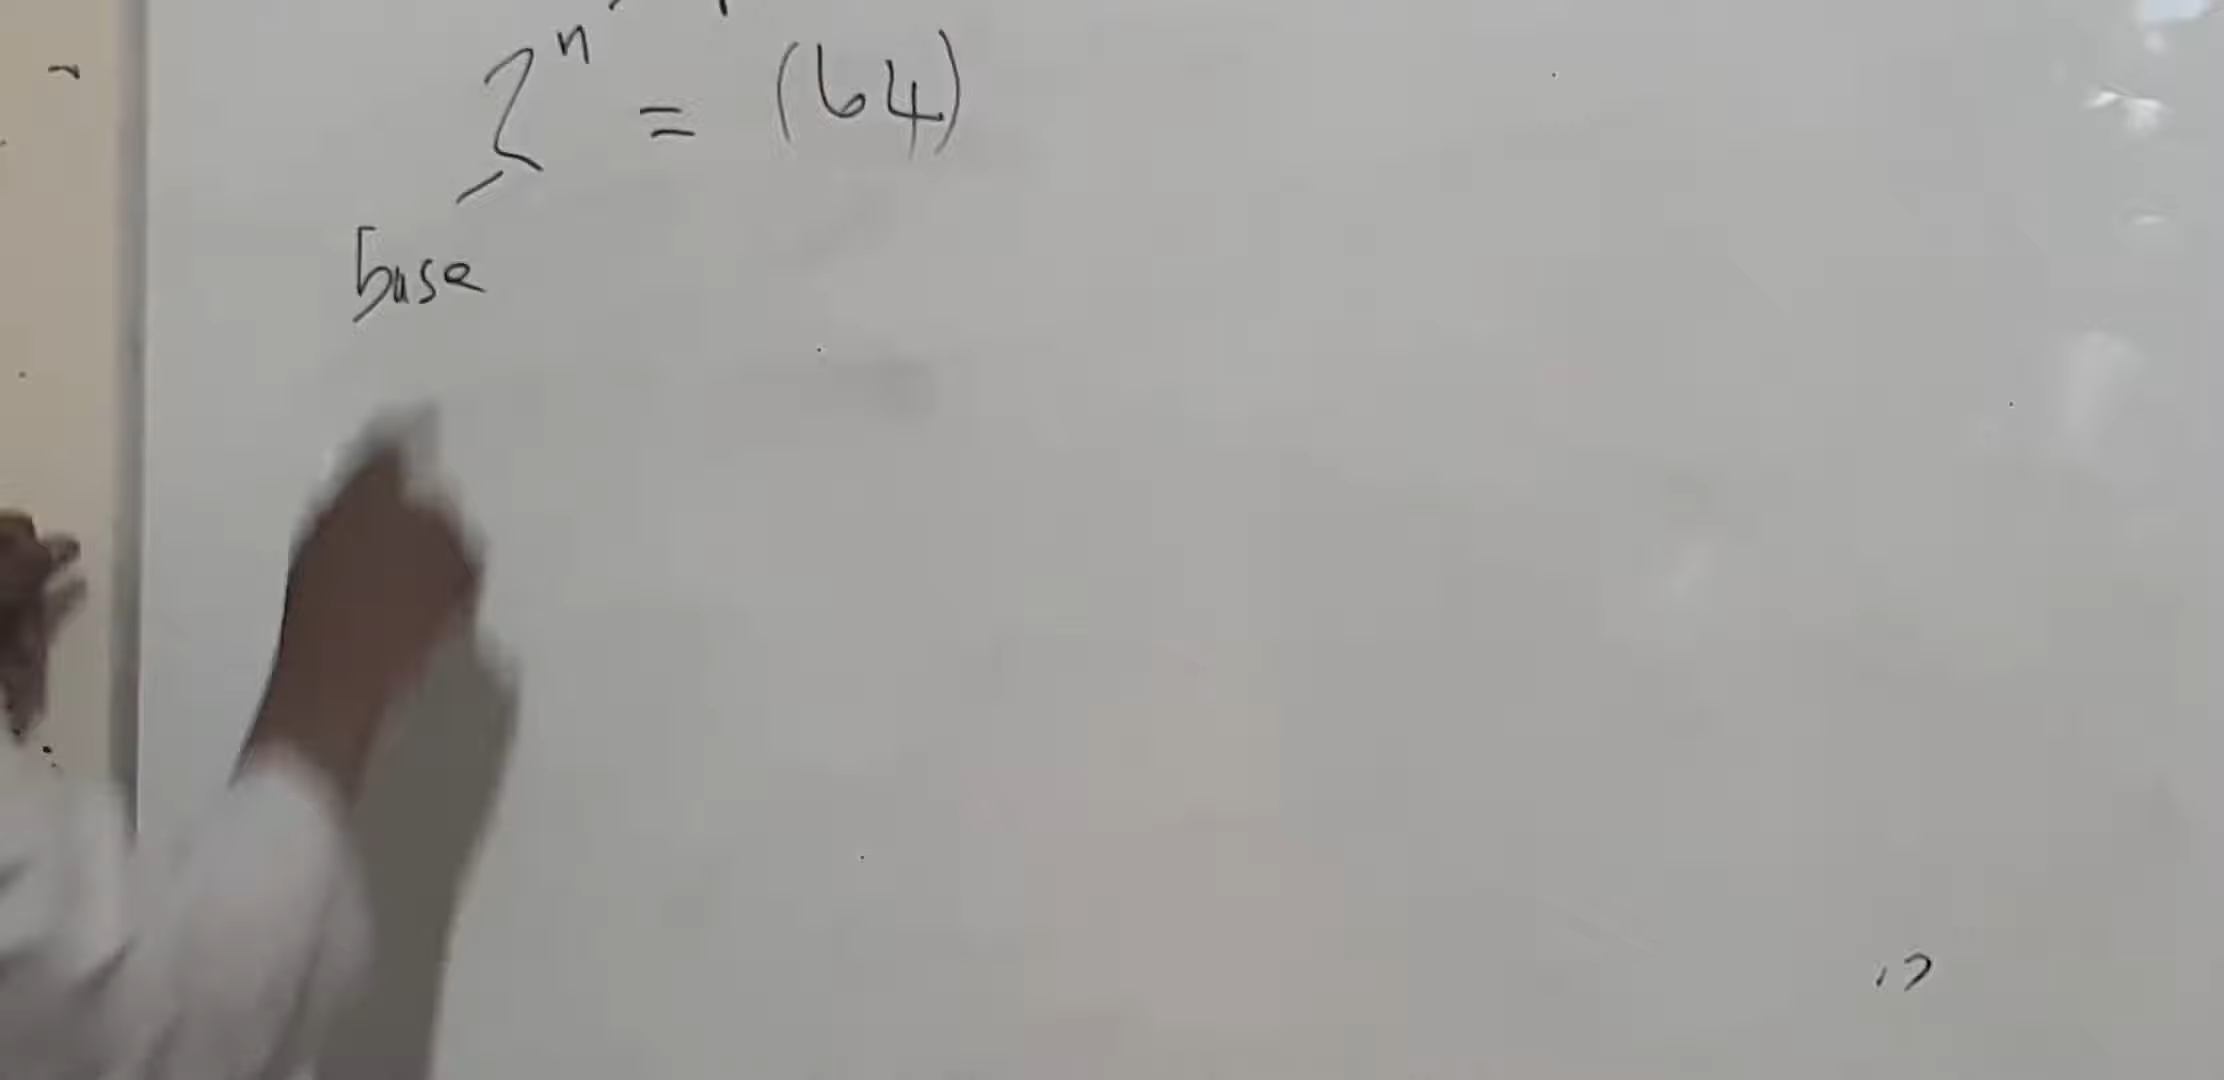 2ⁿ = (64)
base